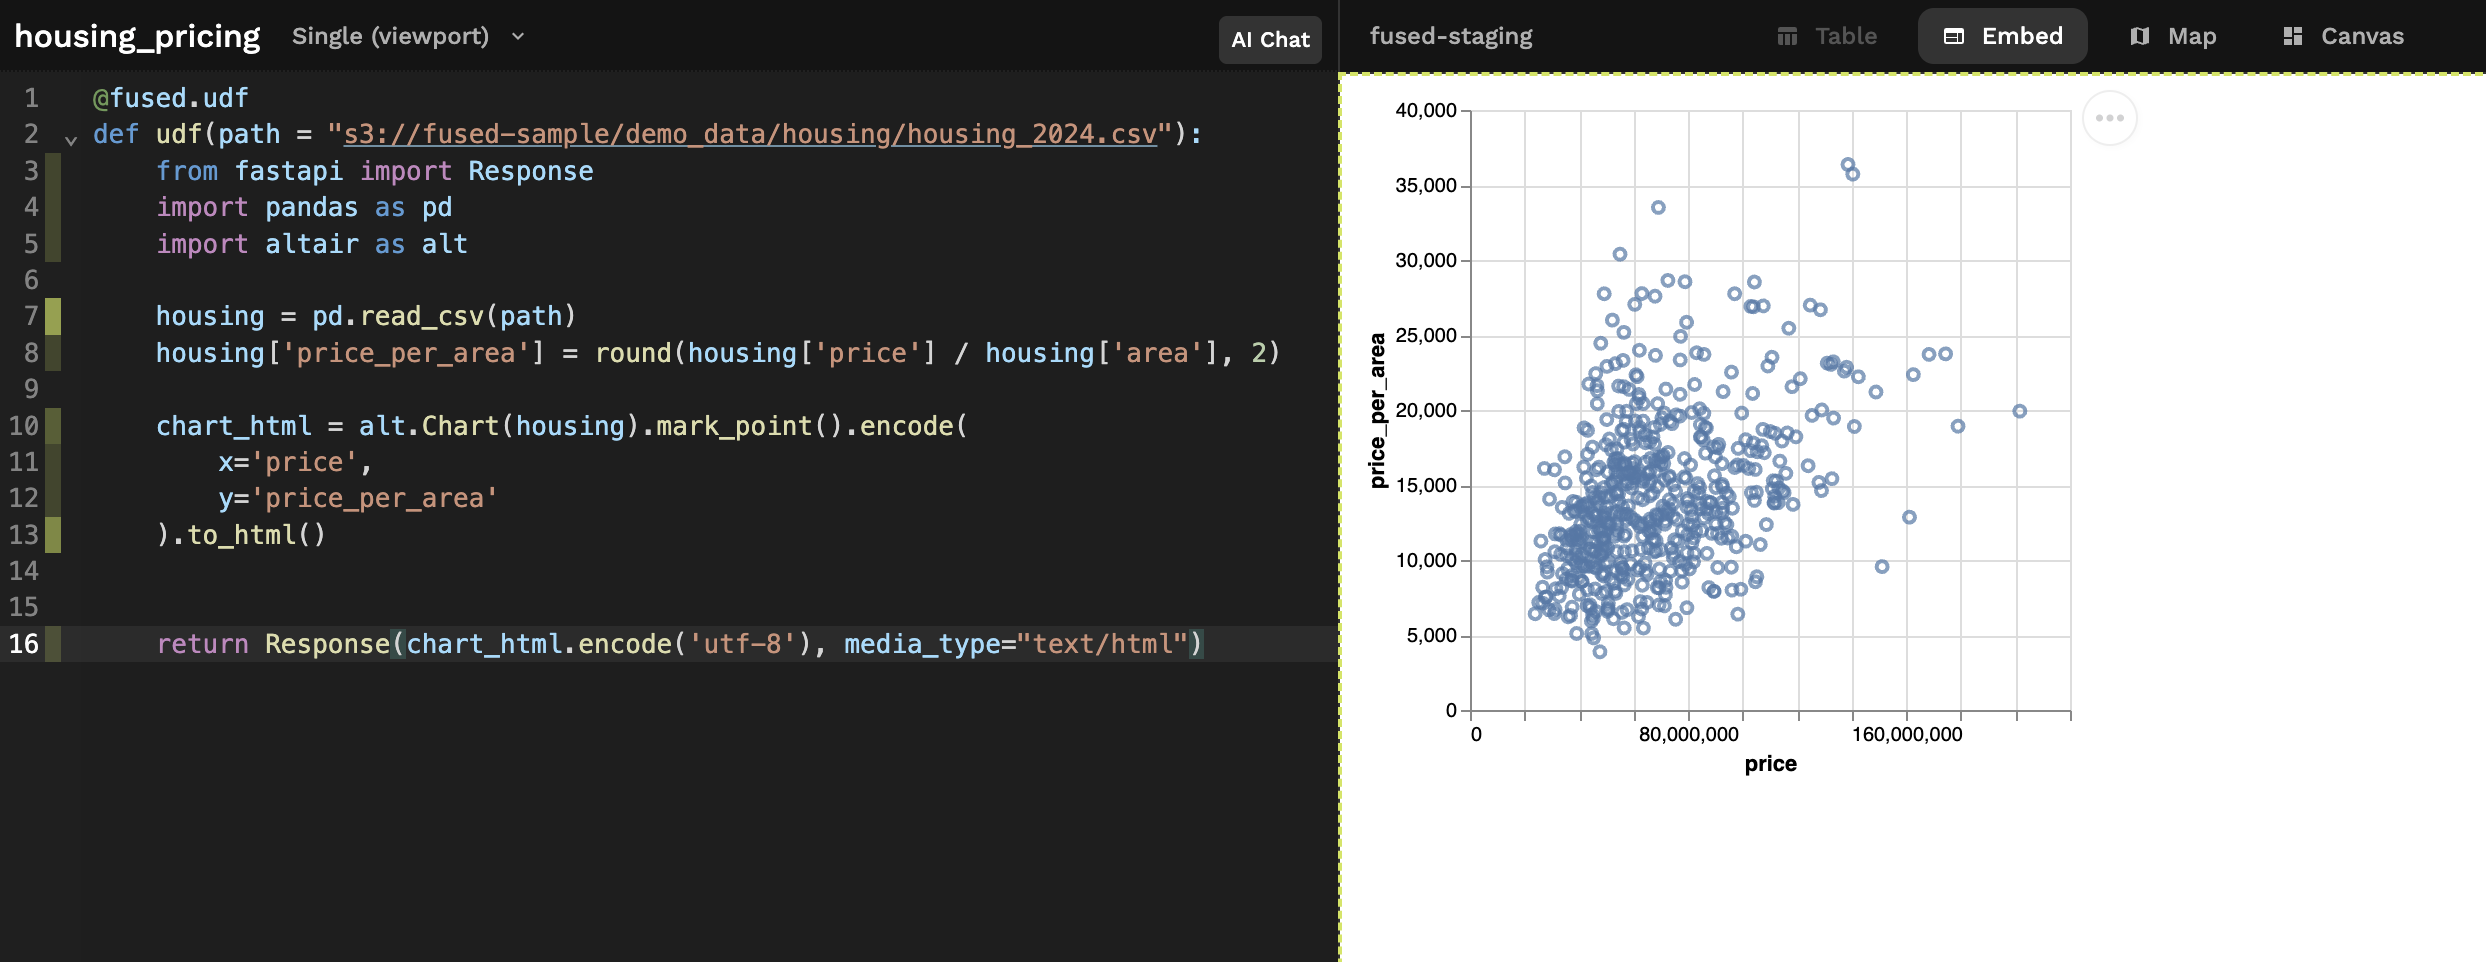 housing_pricing Single (viewport) AI Chat
1 @fused.udf
2 def udf(path = "s3://fused-sample/demo_data/housing/housing_2024.csv"):
3 from fastapi import Response
4 import pandas as pd
5 import altair as alt
6
7 housing = pd.read_csv(path)
8 housing['price_per_area'] = round(housing['price'] / housing['area'], 2)
9
10 chart_html = alt.Chart(housing).mark_point().encode(
11 x='price',
12 y='price_per_area'
13 ).to_html()
14
15
16 return Response(chart_html.encode('utf-8'), media_type="text/html")
fused-staging Table Embed Map Canvas
40,000
35,000
30,000
25,000
20,000
15,000
10,000
5,000
0
price_per_area
0 80,000,000 160,000,000
price